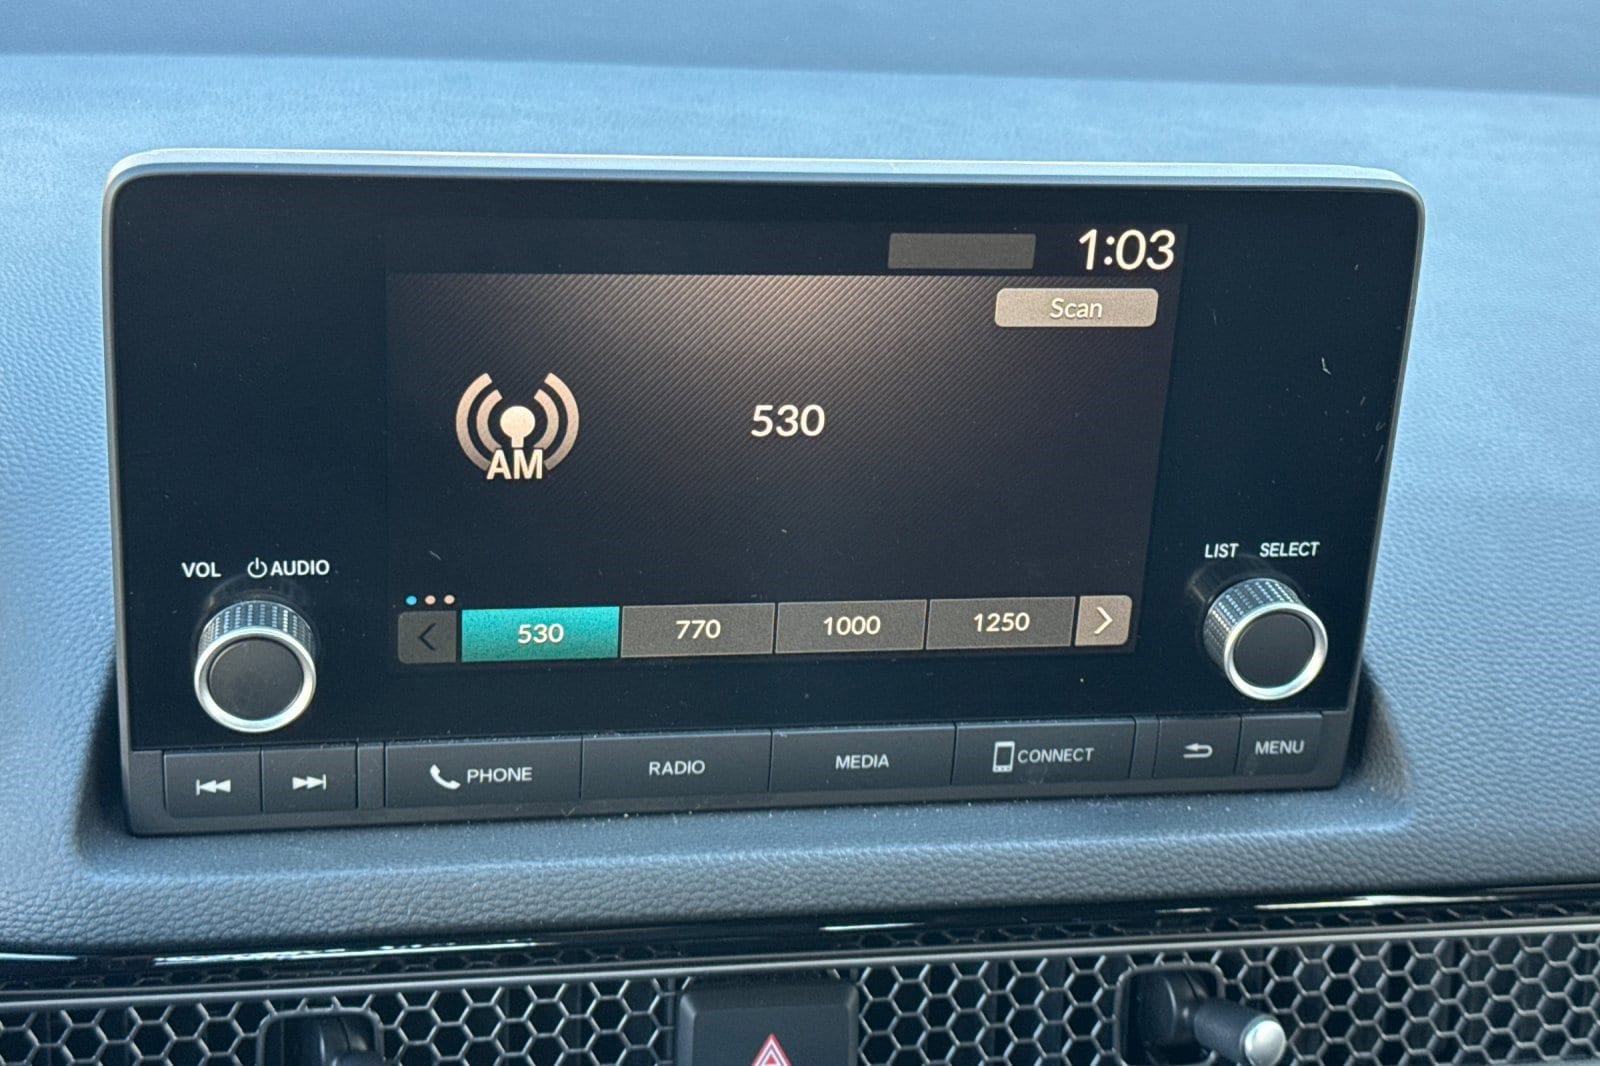 1:03
Scan
AM
530
VOL AUDIO
LIST SELECT
530 770 1000 1250
PHONE RADIO MEDIA CONNECT MENU